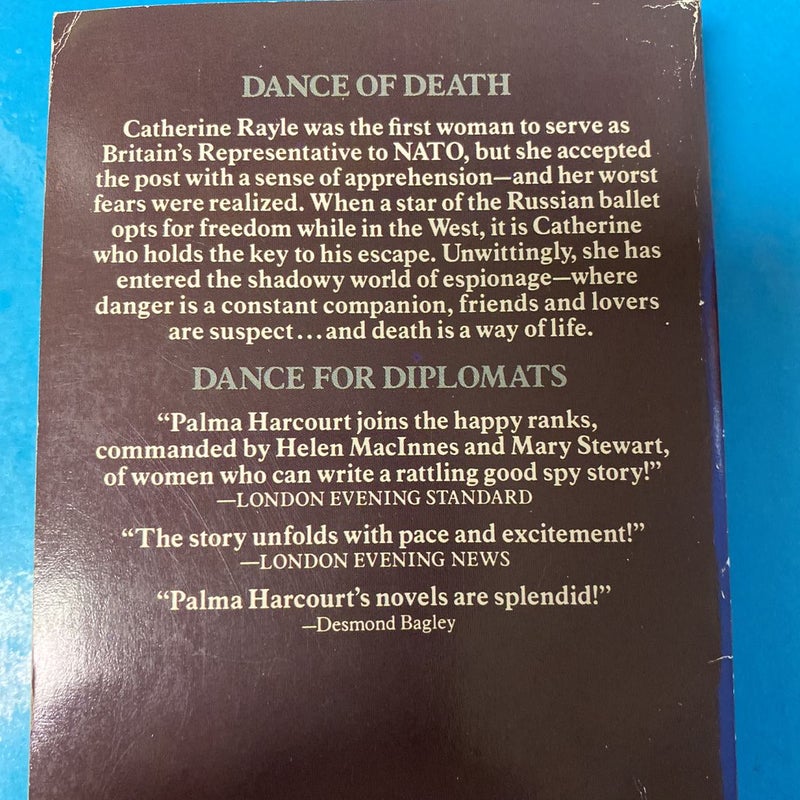 DANCE OF DEATH
Catherine Rayle was the first woman to serve as
Britain's Representative to NATO, but she accepted
the post with a sense of apprehension—and her worst
fears were realized. When a star of the Russian ballet
opts for freedom while in the West, it is Catherine
who holds the key to his escape. Unwittingly, she has
entered the shadowy world of espionage—where
danger is a constant companion, friends and lovers
are suspect...and death is a way of life.
DANCE FOR DIPLOMATS
“Palma Harcourt joins the happy ranks,
commanded by Helen MacInnes and Mary Stewart,
of women who can write a rattling good spy story!”
—LONDON EVENING STANDARD
“The story unfolds with pace and excitement!”
—LONDON EVENING NEWS
“Palma Harcourt's novels are splendid!”
—Desmond Bagley